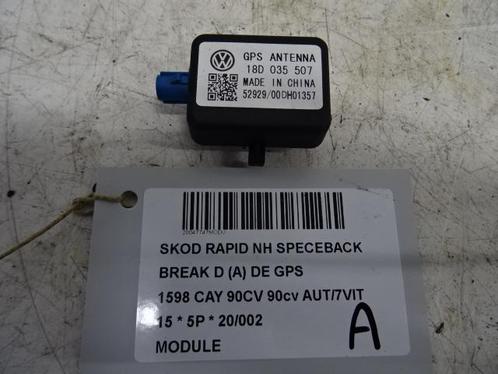 GPS ANTENNA
18D 035 507
MADE IN CHINA
52929/00DH01357
SKOD RAPID NH SPECEBACK
BREAK D (A) DE GPS
1598 CAY 90CV 90cv AUT/7VIT
15 * 5P * 20/002
MODULE
A